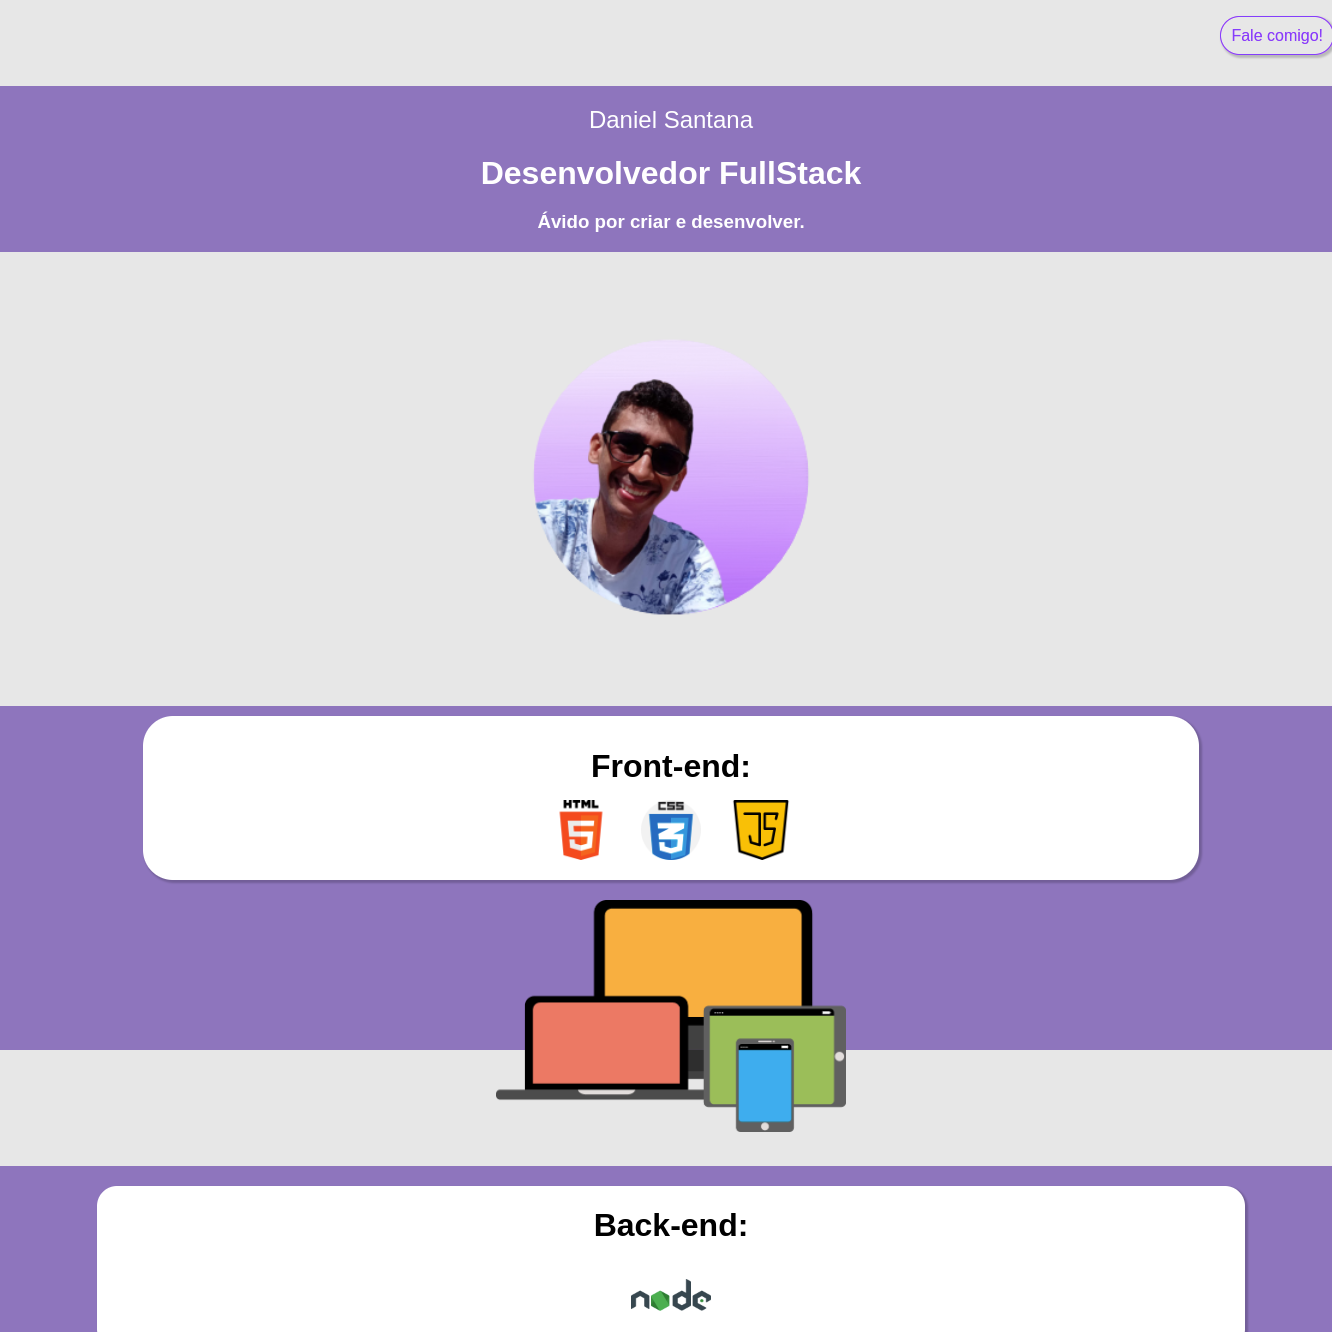 Fale comigo!
Daniel Santana
Desenvolvedor FullStack
Ávido por criar e desenvolver.
Front-end:
HTML
5
CSS
3
JS
Back-end:
node